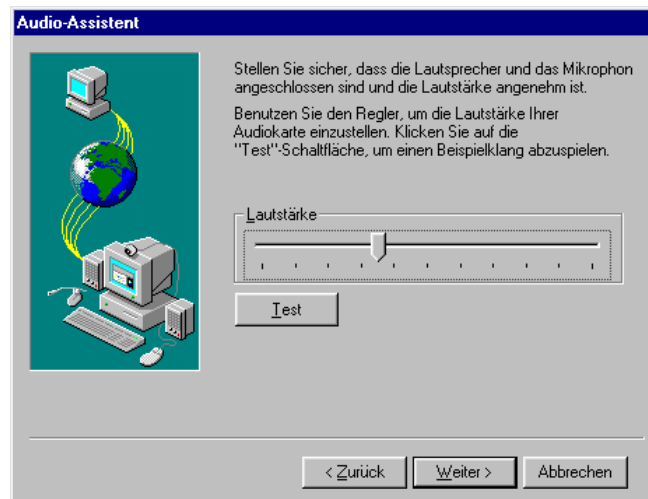 Audio-Assistent
Stellen Sie sicher, dass die Lautsprecher und das Mikrophon
angeschlossen sind und die Lautstärke angenehm ist.
Benutzen Sie den Regler, um die Lautstärke Ihrer
Audiokarte einzustellen. Klicken Sie auf die
"Test"-Schaltfläche, um einen Beispielklang abzuspielen.
Lautstärke
Test
< Zurück Weiter > Abbrechen